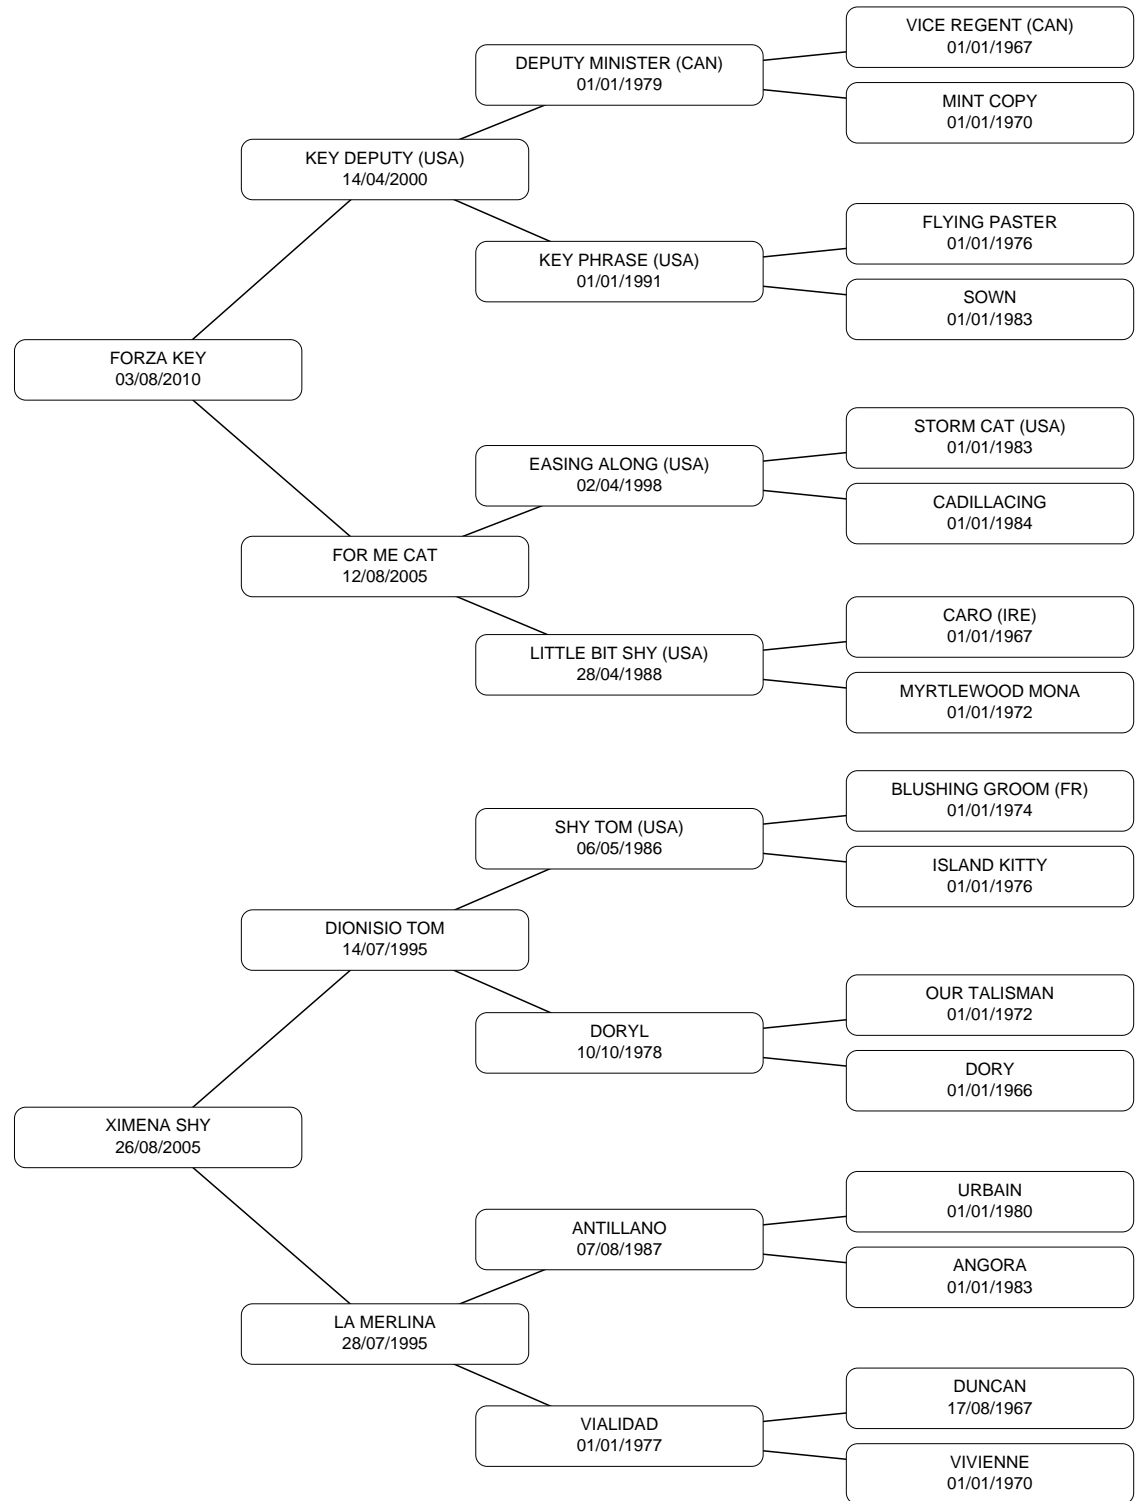 VICE REGENT (CAN)
01/01/1967
DEPUTY MINISTER (CAN)
01/01/1979
MINT COPY
01/01/1970
KEY DEPUTY (USA)
14/04/2000
FLYING PASTER
01/01/1976
KEY PHRASE (USA)
01/01/1991
SOWN
01/01/1983
FORZA KEY
03/08/2010
STORM CAT (USA)
01/01/1983
EASING ALONG (USA)
02/04/1998
CADILLACING
01/01/1984
FOR ME CAT
12/08/2005
CARO (IRE)
01/01/1967
LITTLE BIT SHY (USA)
28/04/1988
MYRTLEWOOD MONA
01/01/1972
BLUSHING GROOM (FR)
01/01/1974
SHY TOM (USA)
06/05/1986
ISLAND KITTY
01/01/1976
DIONISIO TOM
14/07/1995
OUR TALISMAN
01/01/1972
DORYL
10/10/1978
DORY
01/01/1966
XIMENA SHY
26/08/2005
URBAIN
01/01/1980
ANTILLANO
07/08/1987
ANGORA
01/01/1983
LA MERLINA
28/07/1995
DUNCAN
17/08/1967
VIALIDAD
01/01/1977
VIVIENNE
01/01/1970